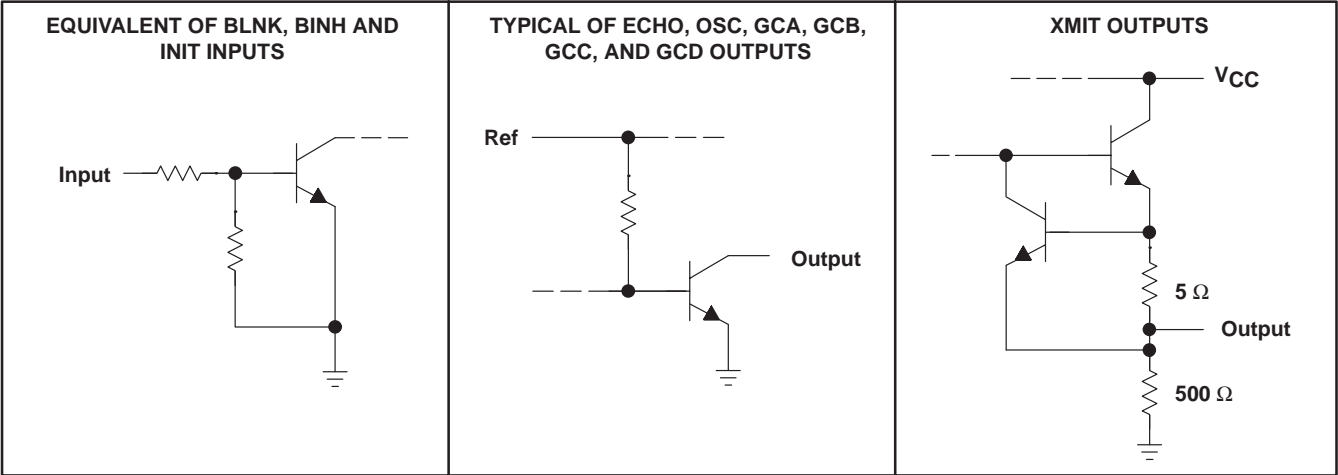 EQUIVALENT OF BLNK, BINH AND
INIT INPUTS
Input
TYPICAL OF ECHO, OSC, GCA, GCB,
GCC, AND GCD OUTPUTS
Ref
Output
XMIT OUTPUTS
VCC
5 Ω
Output
500 Ω